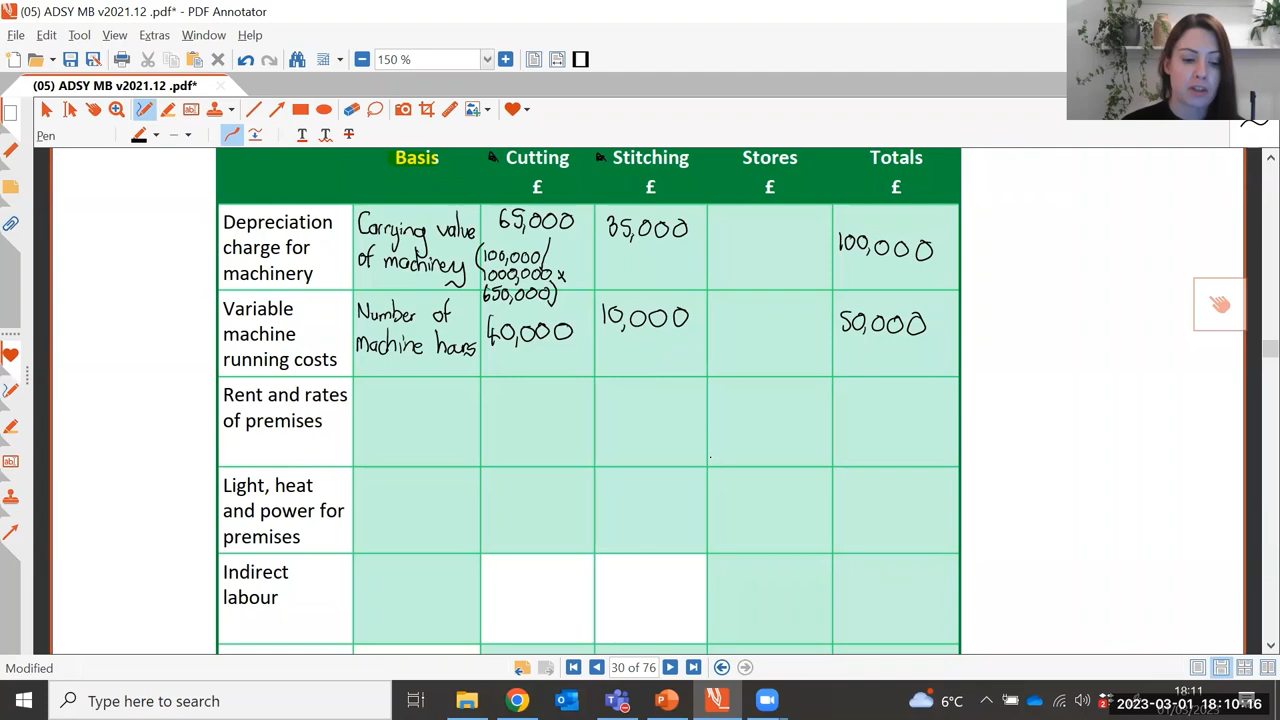 (05) ADSY MB v2021.12 .pdf* - PDF Annotator
File Edit Tool View Extras Window Help
150 %
(05) ADSY MB v2021.12 .pdf*
Pen
Basis Cutting Stitching Stores Totals
£ £ £ £
Depreciation
charge for
machinery
Carrying value
of machinery
65,000
(100,000/
1000,000 x
650,000)
35,000
100,000
Variable
machine
running costs
Number of
machine hours
40,000
10,000
50,000
Rent and rates
of premises
Light, heat
and power for
premises
Indirect
labour
Modified
30 of 76
Type here to search
6°C
18:11
2023-03-01 18:10:16